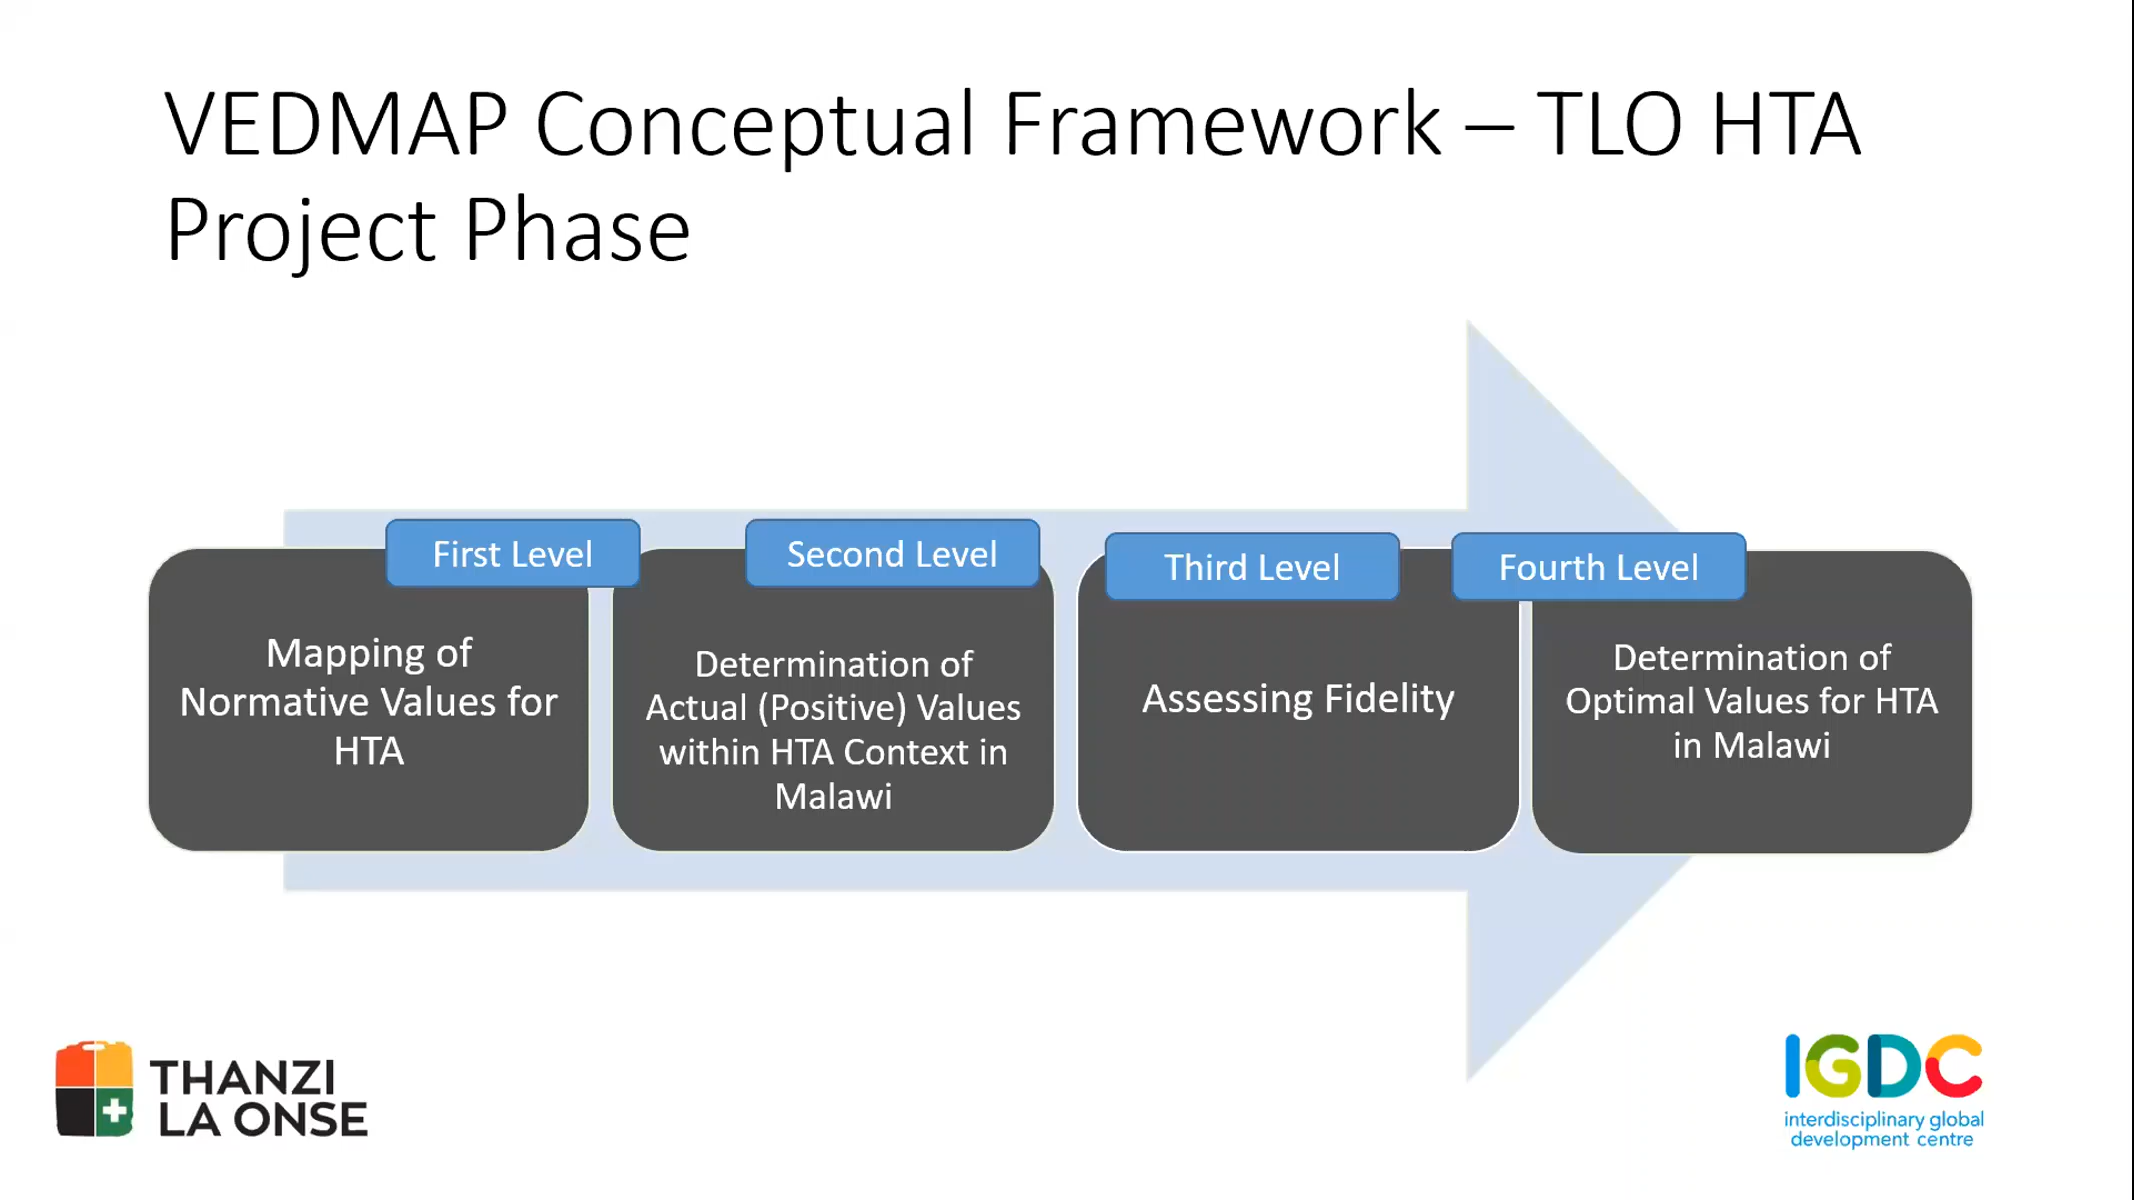 VEDMAP Conceptual Framework – TLO HTA
Project Phase
First Level
Mapping of
Normative Values for
HTA
Second Level
Determination of
Actual (Positive) Values
within HTA Context in
Malawi
Third Level
Assessing Fidelity
Fourth Level
Determination of
Optimal Values for HTA
in Malawi
THANZI
LA ONSE
IGDC
interdisciplinary global
development centre